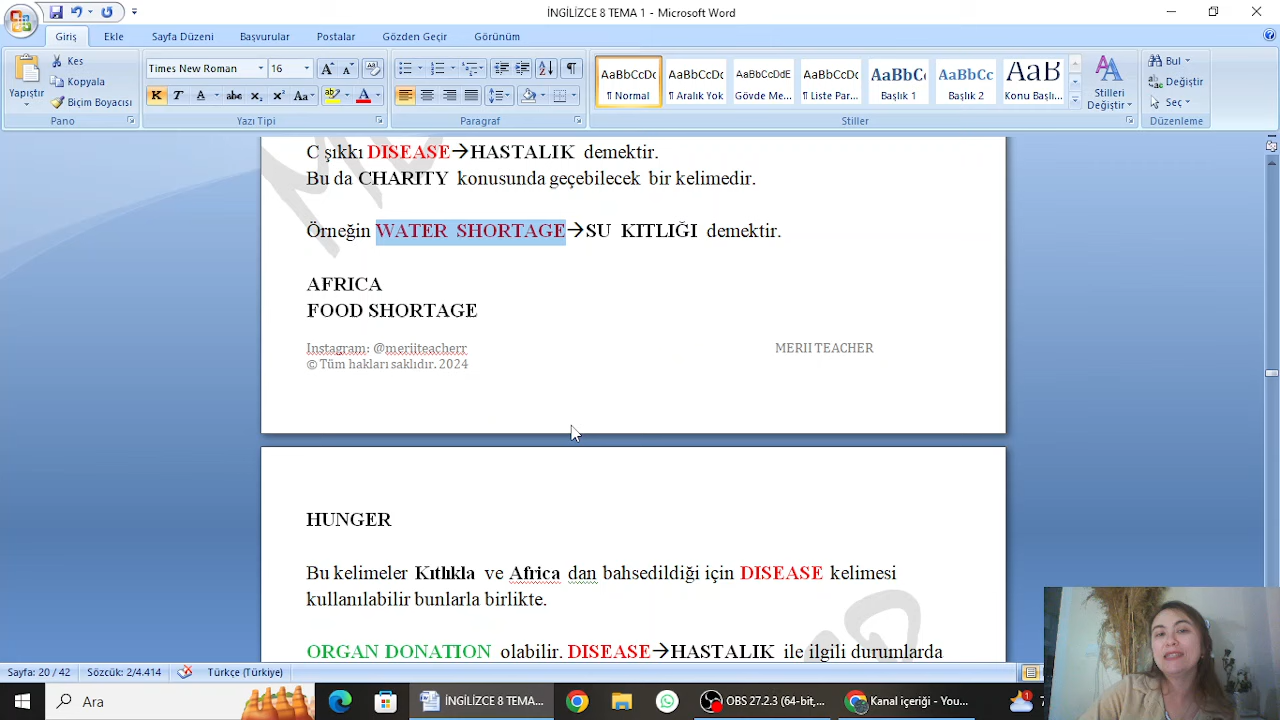 İNGİLİZCE 8 TEMA 1 - Microsoft Word
Giriş Ekle Sayfa Düzeni Başvurular Postalar Gözden Geçir Görünüm
Yapıştır
Kes
Kopyala
Biçim Boyacısı
Pano
Times New Roman 16
K T A abc x₂ x² Aa
Yazı Tipi
Paragraf
AaBbCcDc AaBbCcDc AaBbCcDdE AaBbCcDc AaBbC AaBbCc AaB
¶ Normal ¶ Aralık Yok Gövde Me... ¶ Liste Par... Başlık 1 Başlık 2 Konu Başlı...
Stilleri Değiştir
Stiller
Bul
Değiştir
Seç
Düzenleme
C şıkkı DISEASE→HASTALIK demektir.
Bu da CHARITY konusunda geçebilecek bir kelimedir.
Örneğin WATER SHORTAGE→SU KITLIĞI demektir.
AFRICA
FOOD SHORTAGE
Instagram: @meriiteacherr MERII TEACHER
© Tüm hakları saklıdır. 2024
HUNGER
Bu kelimeler Kıtlıkla ve Africa dan bahsedildiği için DISEASE kelimesi
kullanılabilir bunlarla birlikte.
ORGAN DONATION olabilir. DISEASE→HASTALIK ile ilgili durumlarda
Sayfa: 20 / 42 Sözcük: 2/4.414 Türkçe (Türkiye)
Ara İNGİLİZCE 8 TEMA... OBS 27.2.3 (64-bit,... Kanal içeriği - You...